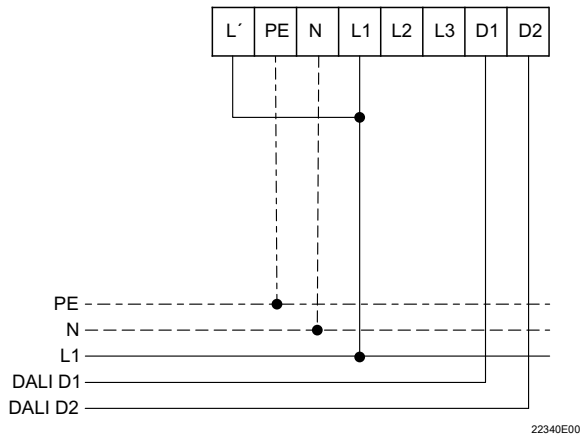 L´ PE N L1 L2 L3 D1 D2
PE
N
L1
DALI D1
DALI D2
22340E00